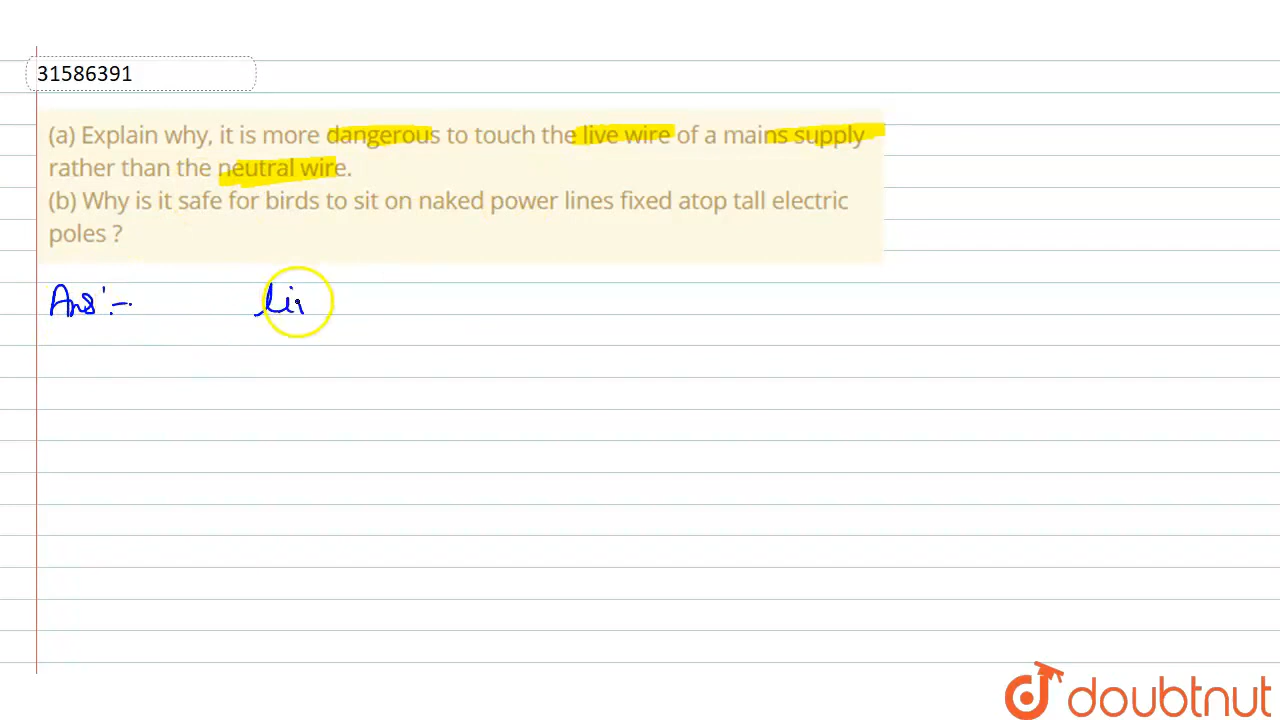 31586391
(a) Explain why, it is more dangerous to touch the live wire of a mains supply
rather than the neutral wire.
(b) Why is it safe for birds to sit on naked power lines fixed atop tall electric
poles ?
Ans :- Liv
doubtnut